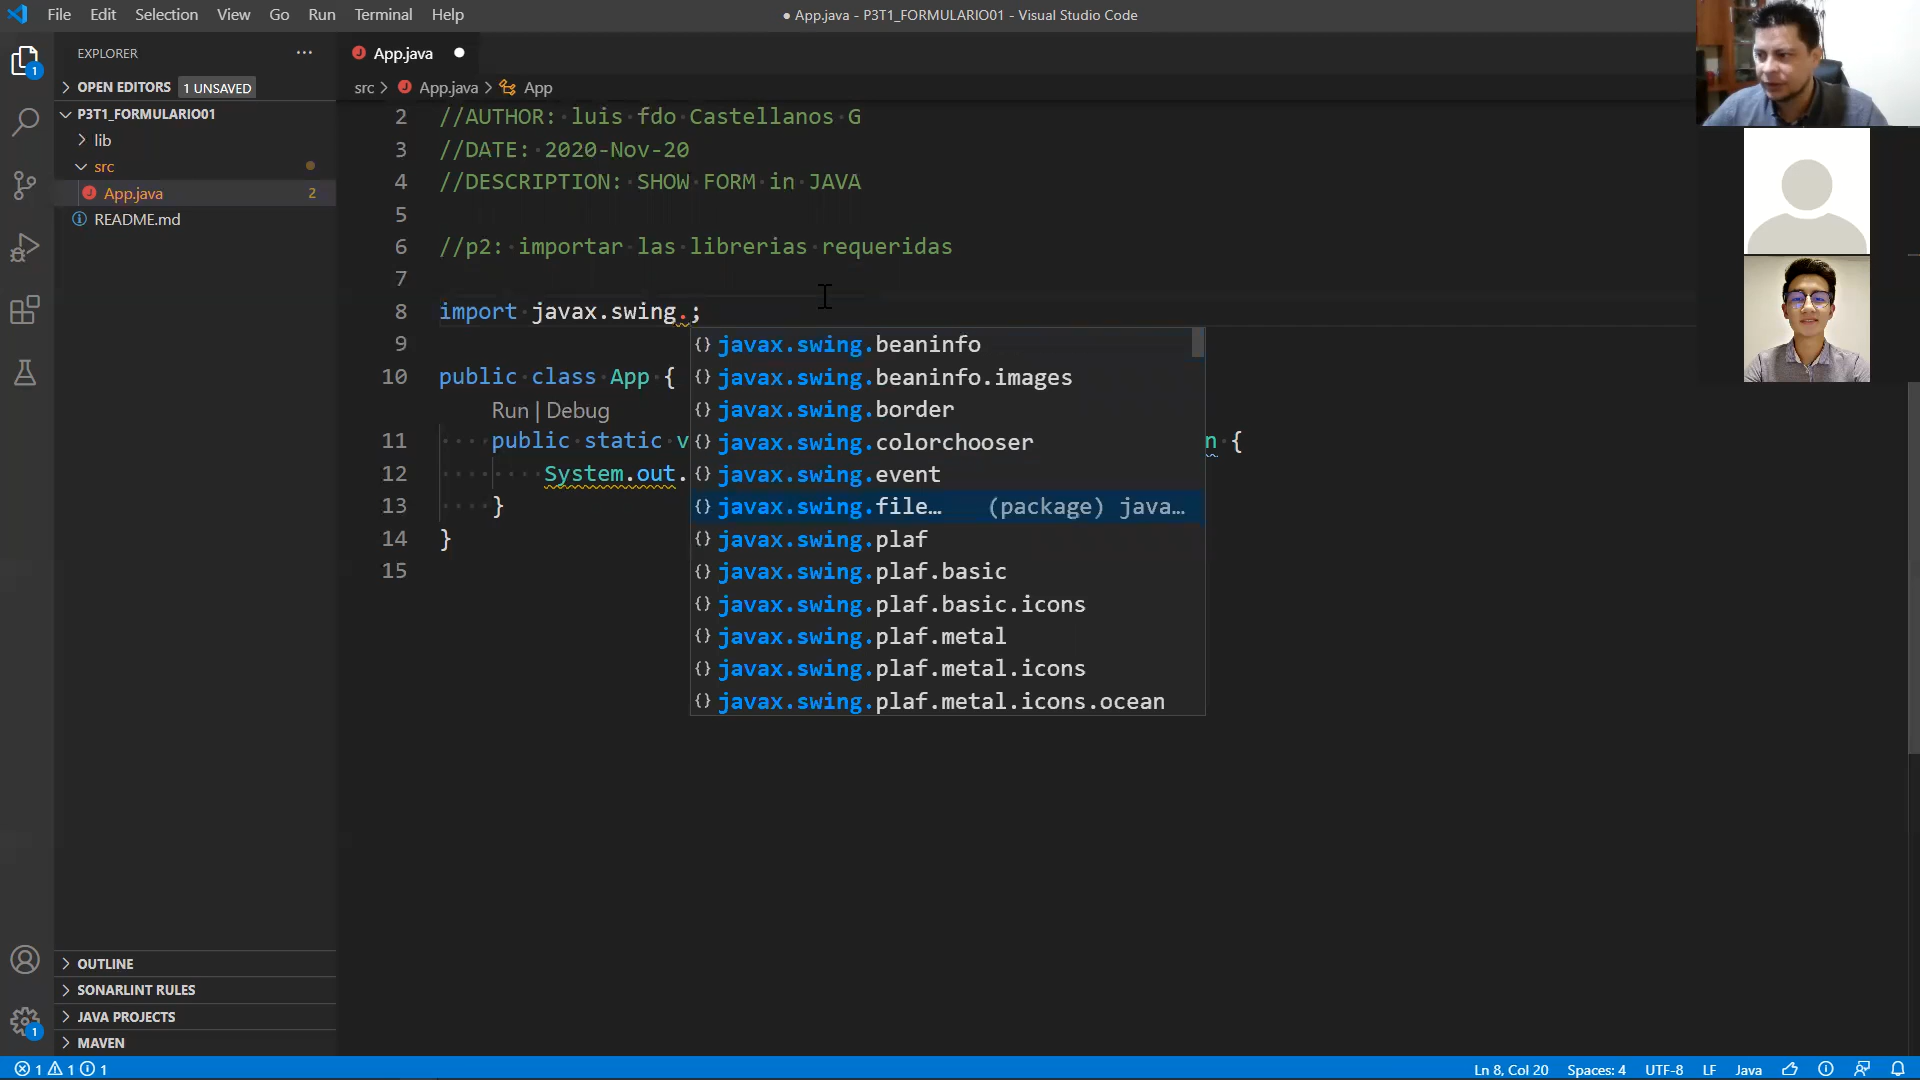 File Edit Selection View Go Run Terminal Help
● App.java - P3T1_FORMULARIO01 - Visual Studio Code
EXPLORER ...
OPEN EDITORS 1 UNSAVED
P3T1_FORMULARIO01
lib
src
App.java 2
README.md
OUTLINE
SONARLINT RULES
JAVA PROJECTS
MAVEN
App.java ●
src > App.java > App
2 //AUTHOR: luis fdo Castellanos G
3 //DATE: 2020-Nov-20
4 //DESCRIPTION: SHOW FORM in JAVA
5
6 //p2: importar las librerias requeridas
7
8 import javax.swing.;
9
10 public class App {
Run | Debug
11 public static v n {
12 System.out.
13 }
14 }
15
{} javax.swing.beaninfo
{} javax.swing.beaninfo.images
{} javax.swing.border
{} javax.swing.colorchooser
{} javax.swing.event
{} javax.swing.file… (package) java…
{} javax.swing.plaf
{} javax.swing.plaf.basic
{} javax.swing.plaf.basic.icons
{} javax.swing.plaf.metal
{} javax.swing.plaf.metal.icons
{} javax.swing.plaf.metal.icons.ocean
1
1
1 1 1
Ln 8, Col 20 Spaces: 4 UTF-8 LF Java